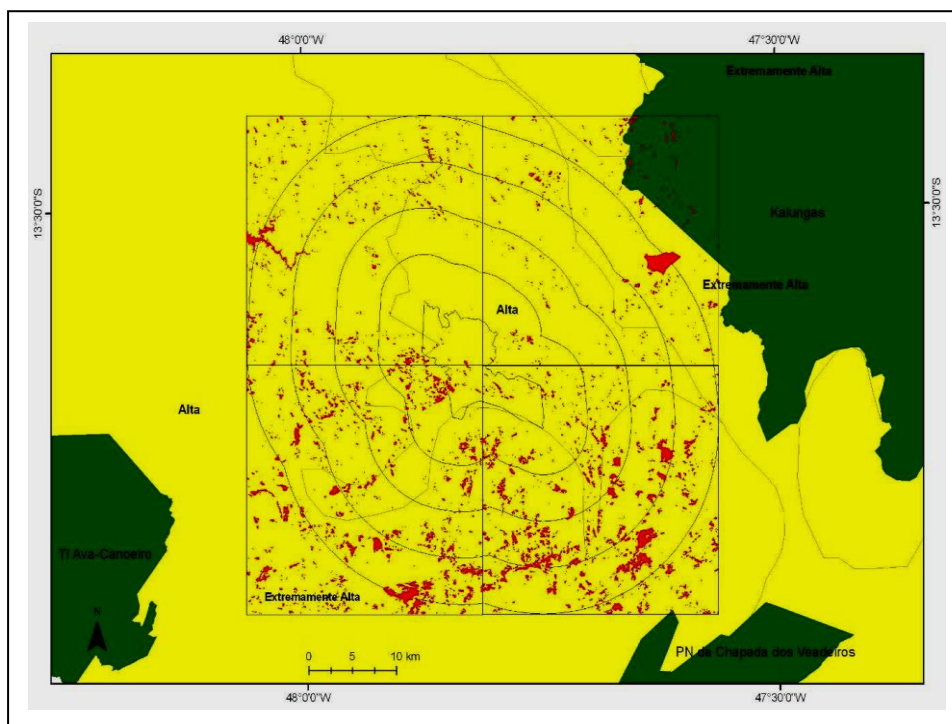 48°0'0"W
47°30'0"W
Extremamente Alta
13°30'0"S
13°30'0"S
Kalungas
Extremamente Alta
Alta
Alta
TI Ava-Canoeiro
Extremamente Alta
N
PN da Chapada dos Veadeiros
0 5 10 km
48°0'0"W
47°30'0"W